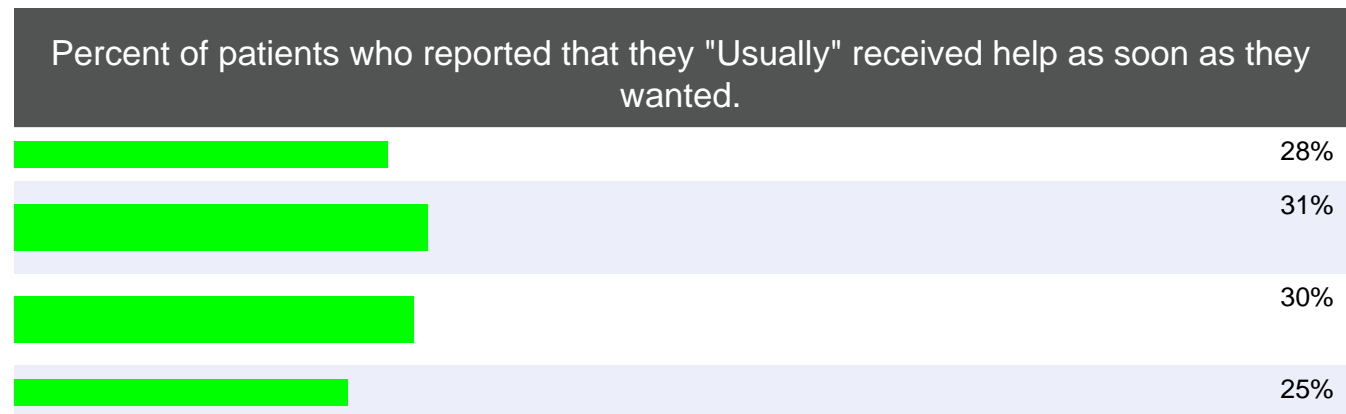 Percent of patients who reported that they "Usually" received help as soon as they
wanted.
28%
31%
30%
25%